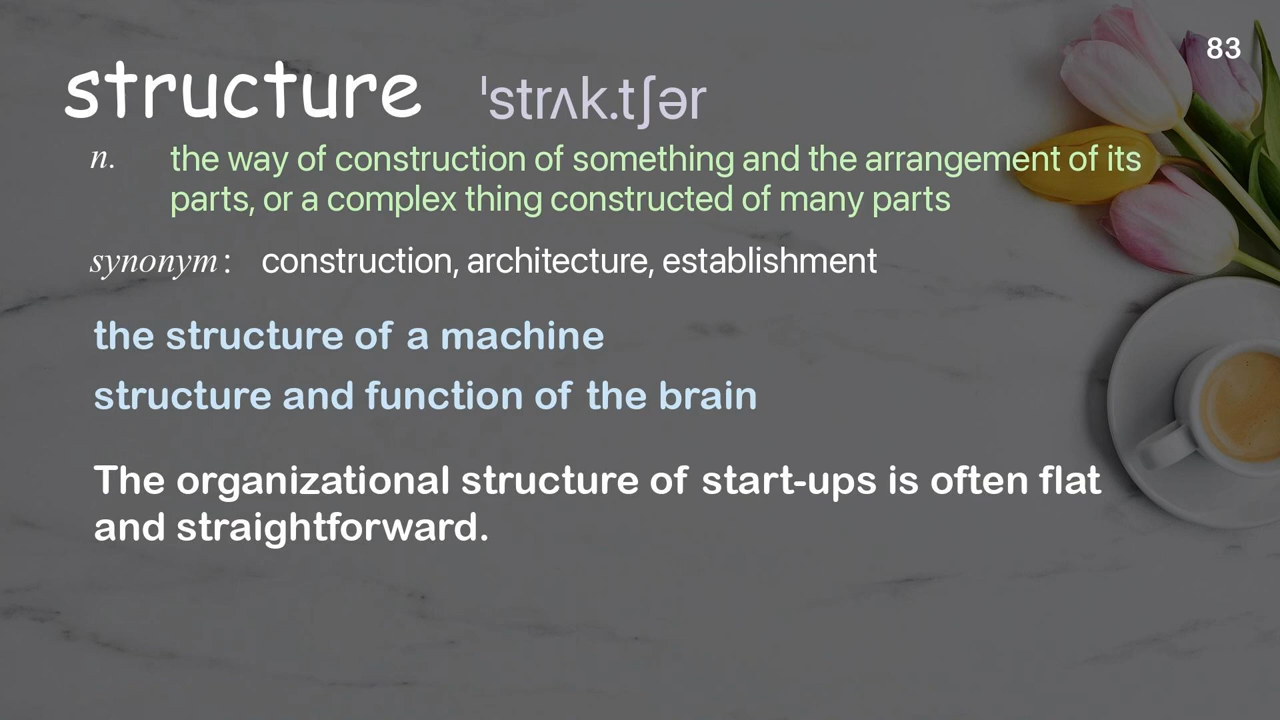 83
structure ˈstrʌk.tʃər
n. the way of construction of something and the arrangement of its
parts, or a complex thing constructed of many parts
synonym: construction, architecture, establishment
the structure of a machine
structure and function of the brain
The organizational structure of start-ups is often flat
and straightforward.